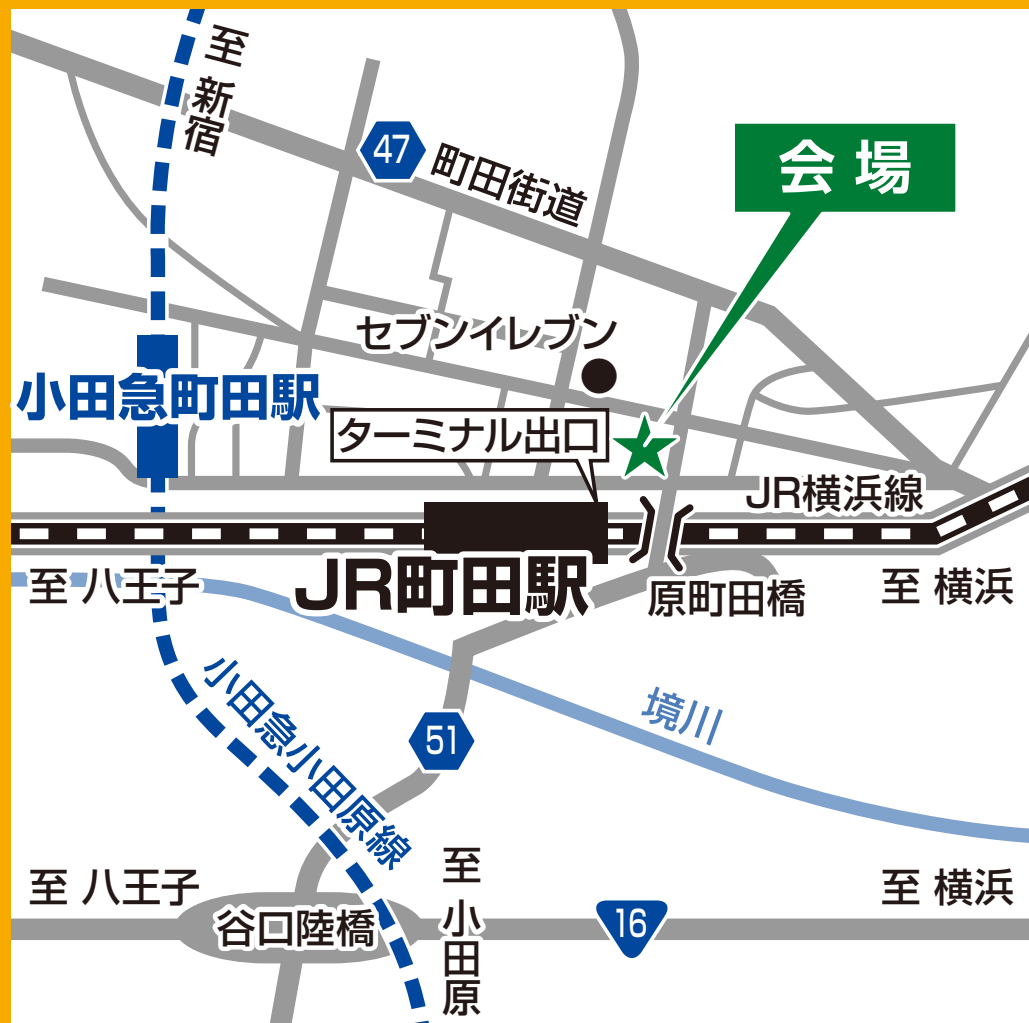 至 新宿
47
町田街道
会場
セブンイレブン
小田急町田駅
ターミナル出口
JR横浜線
JR町田駅
至 八王子
原町田橋
至 横浜
小田急小田原線
境川
51
至 八王子
至 小田原
至 横浜
谷口陸橋
16